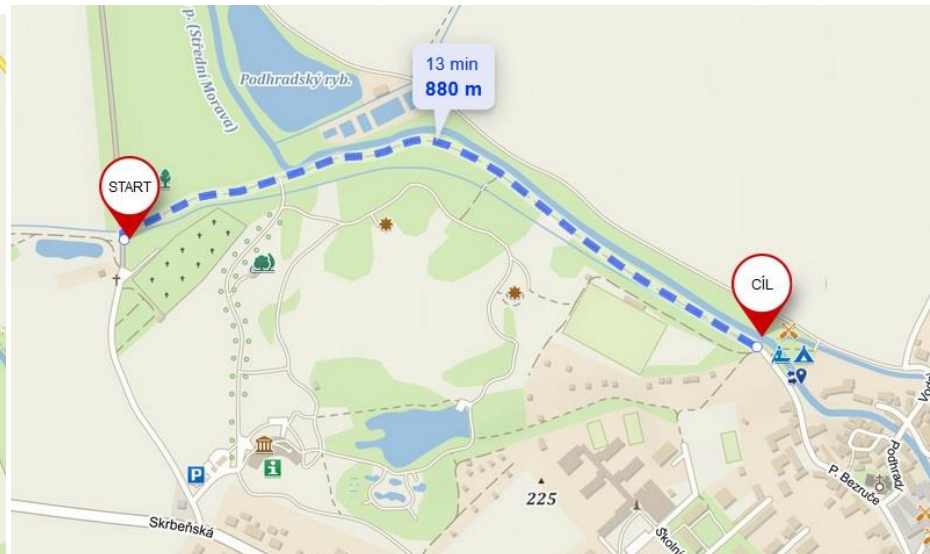 p. (Střední Morava)
Podhradský ryb.
13 min
880 m
START
CÍL
P
i
225
Skrbeňská
Školní
P. Bezruče
Podhradí